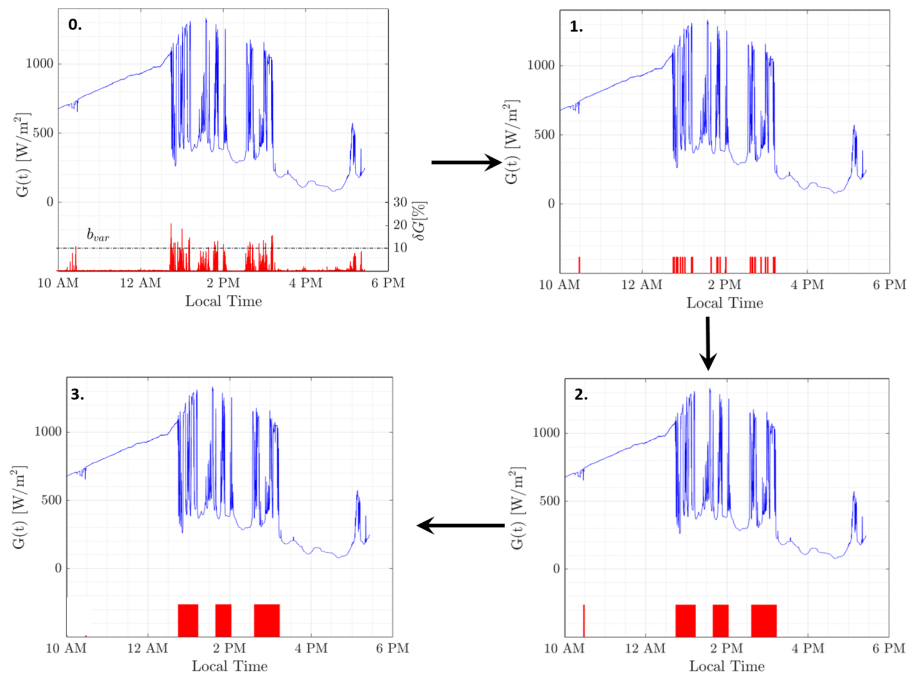 0.
1000
500
0
G(t) [W/m²]
30
20
10
δG[%]
b_var
10 AM 12 AM 2 PM 4 PM 6 PM
Local Time
1.
1000
500
0
G(t) [W/m²]
10 AM 12 AM 2 PM 4 PM 6 PM
Local Time
3.
1000
500
0
G(t) [W/m²]
10 AM 12 AM 2 PM 4 PM 6 PM
Local Time
2.
1000
500
0
G(t) [W/m²]
10 AM 12 AM 2 PM 4 PM 6 PM
Local Time